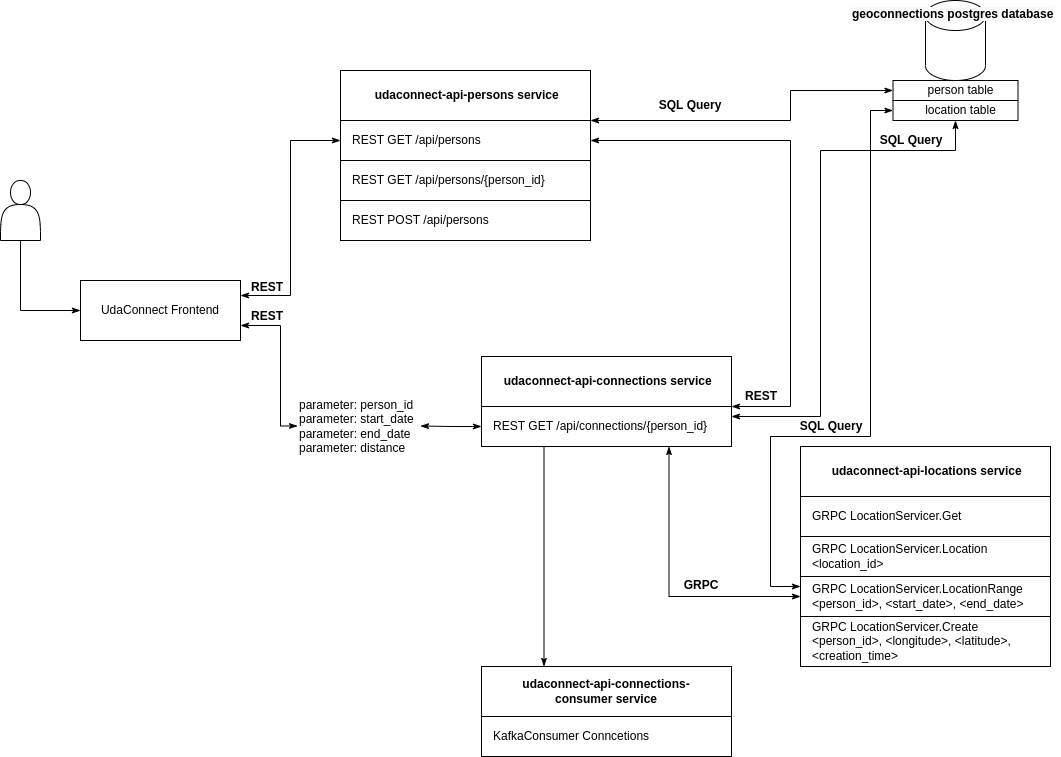 geoconnections postgres database
person table
location table
SQL Query
SQL Query
udaconnect-api-persons service
REST GET /api/persons
REST GET /api/persons/{person_id}
REST POST /api/persons
REST
UdaConnect Frontend
REST
parameter: person_id
parameter: start_date
parameter: end_date
parameter: distance
udaconnect-api-connections service
REST GET /api/connections/{person_id}
REST
SQL Query
udaconnect-api-locations service
GRPC LocationServicer.Get
GRPC LocationServicer.Location
<location_id>
GRPC LocationServicer.LocationRange
<person_id>, <start_date>, <end_date>
GRPC LocationServicer.Create
<person_id>, <longitude>, <latitude>,
<creation_time>
GRPC
udaconnect-api-connections-
consumer service
KafkaConsumer Conncetions